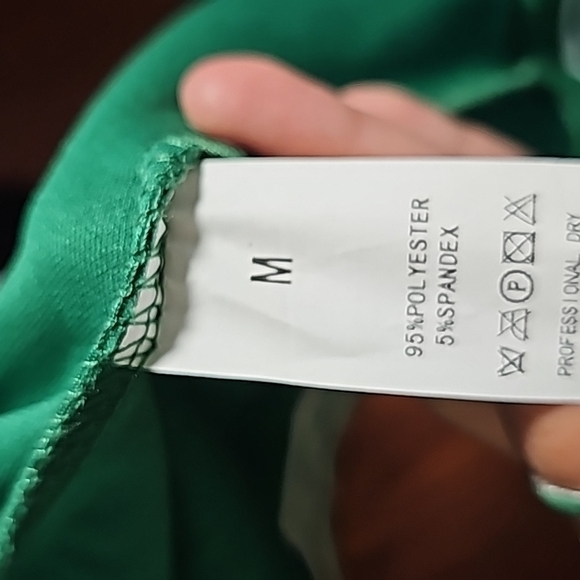 M
95%POLYESTER
5%SPANDEX
P
PROFESSIONAL DRY